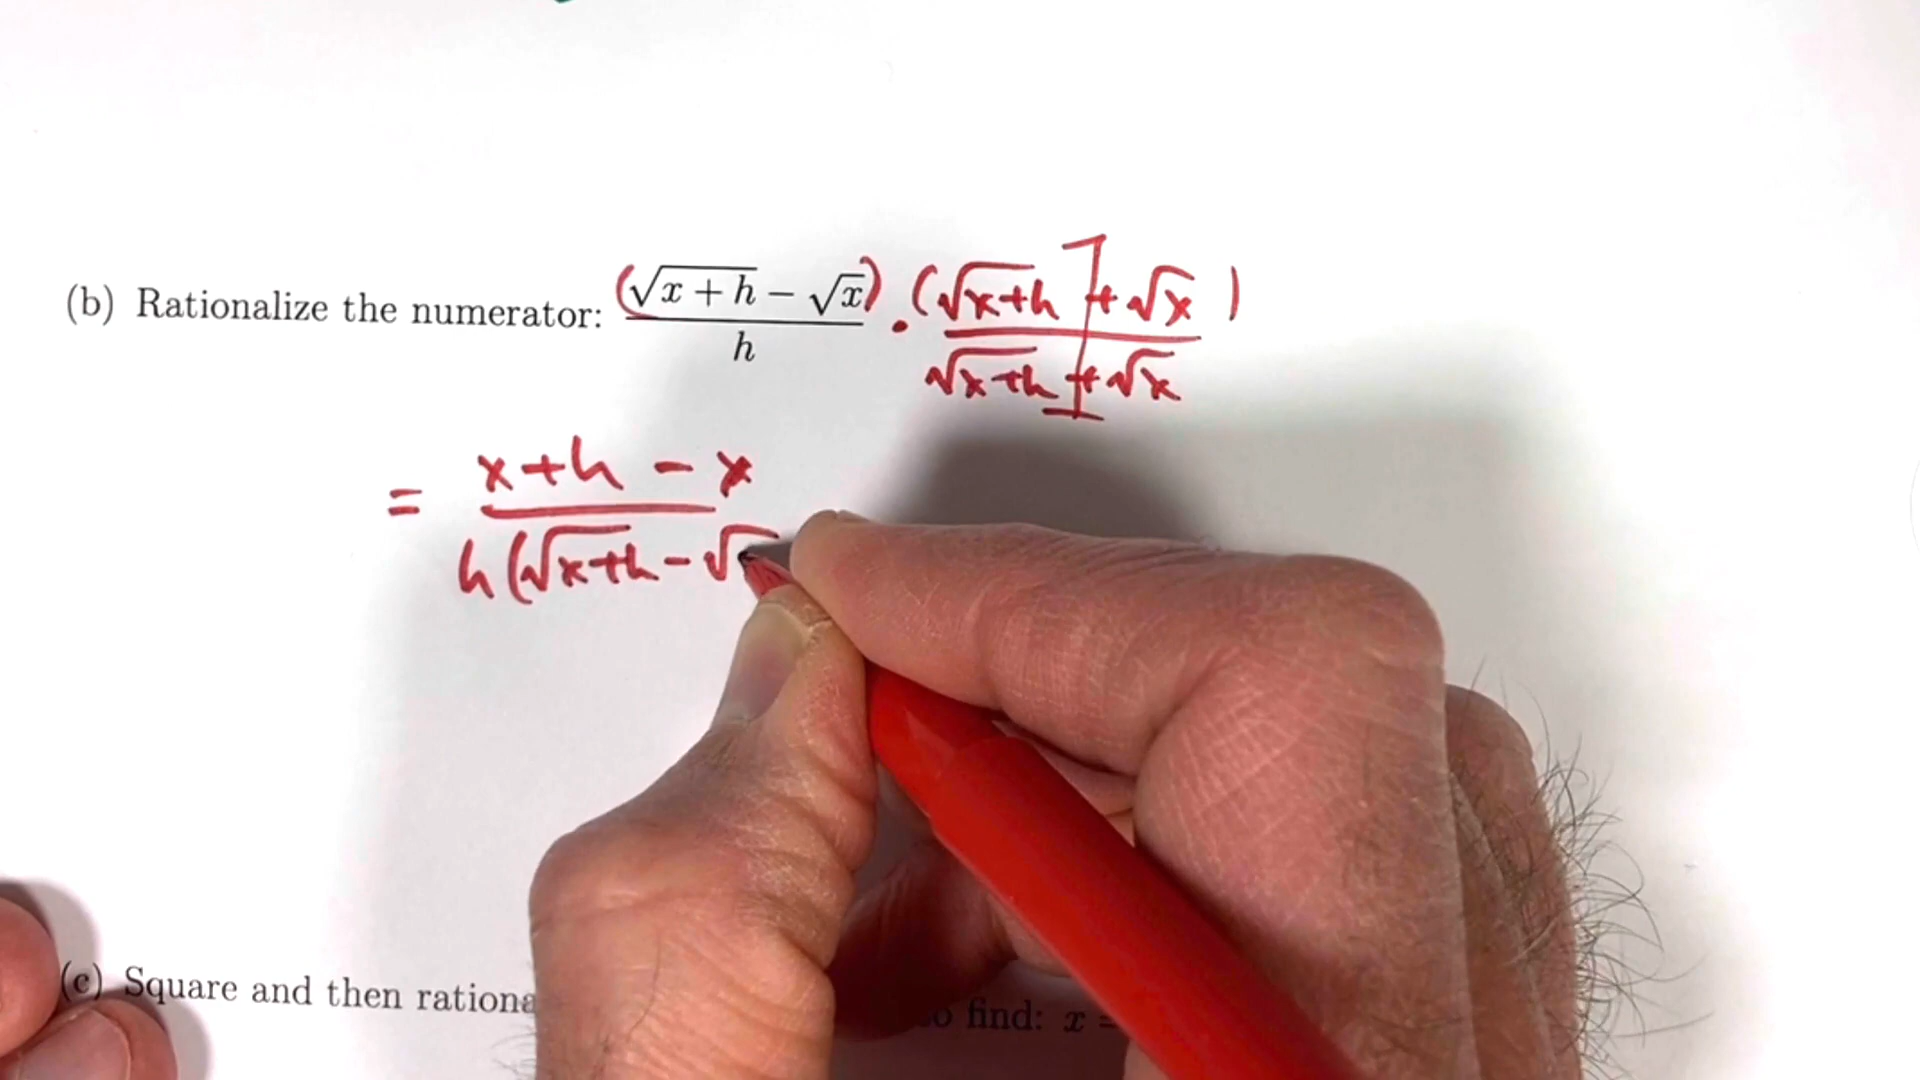 (b) Rationalize the numerator: (√x + h − √x) / h · (√x+h + √x) / √x+h + √x
= x+h − x / h(√x+h − √
(c) Square and then rationa
find: x =